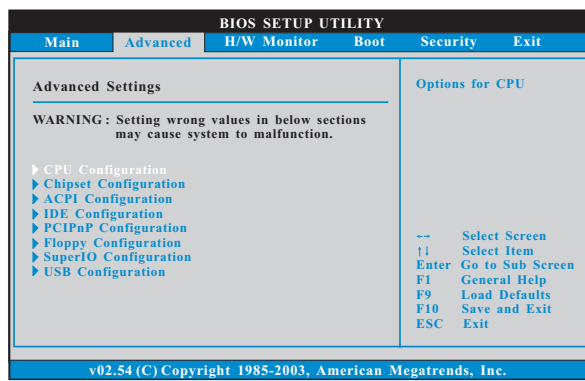 BIOS SETUP UTILITY
Main Advanced H/W Monitor Boot Security Exit
Advanced Settings
WARNING : Setting wrong values in below sections
may cause system to malfunction.
CPU Configuration
Chipset Configuration
ACPI Configuration
IDE Configuration
PCIPnP Configuration
Floppy Configuration
SuperIO Configuration
USB Configuration
Options for CPU
←→ Select Screen
↑↓ Select Item
Enter Go to Sub Screen
F1 General Help
F9 Load Defaults
F10 Save and Exit
ESC Exit
v02.54 (C) Copyright 1985-2003, American Megatrends, Inc.